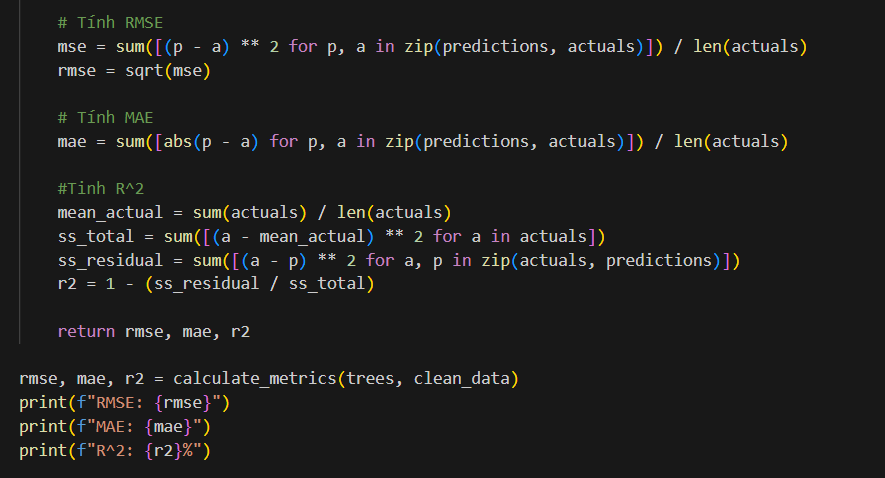 # Tính RMSE
mse = sum([(p - a) ** 2 for p, a in zip(predictions, actuals)]) / len(actuals)
rmse = sqrt(mse)
# Tính MAE
mae = sum([abs(p - a) for p, a in zip(predictions, actuals)]) / len(actuals)
#Tinh R^2
mean_actual = sum(actuals) / len(actuals)
ss_total = sum([(a - mean_actual) ** 2 for a in actuals])
ss_residual = sum([(a - p) ** 2 for a, p in zip(actuals, predictions)])
r2 = 1 - (ss_residual / ss_total)
return rmse, mae, r2
rmse, mae, r2 = calculate_metrics(trees, clean_data)
print(f"RMSE: {rmse}")
print(f"MAE: {mae}")
print(f"R^2: {r2}%")